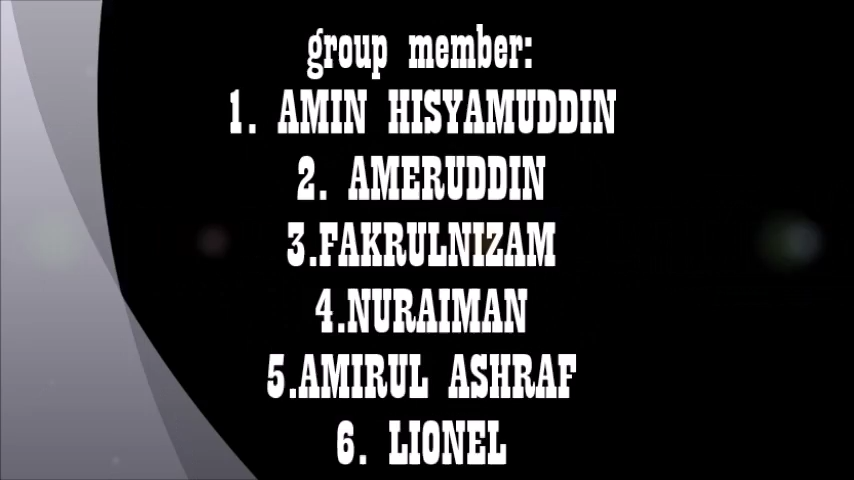 group member:
1. AMIN HISYAMUDDIN
2. AMERUDDIN
3.FAKRULNIZAM
4.NURAIMAN
5.AMIRUL ASHRAF
6. LIONEL